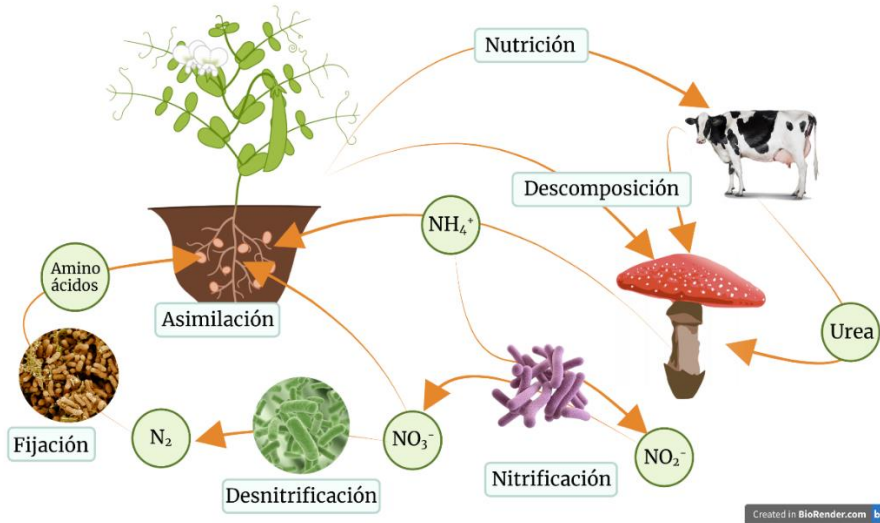 Nutrición
Descomposición
NH₄⁺
Amino
ácidos
Asimilación
Urea
Fijación
N₂
Desnitrificación
NO₃⁻
Nitrificación
NO₂⁻
Created in BioRender.com b